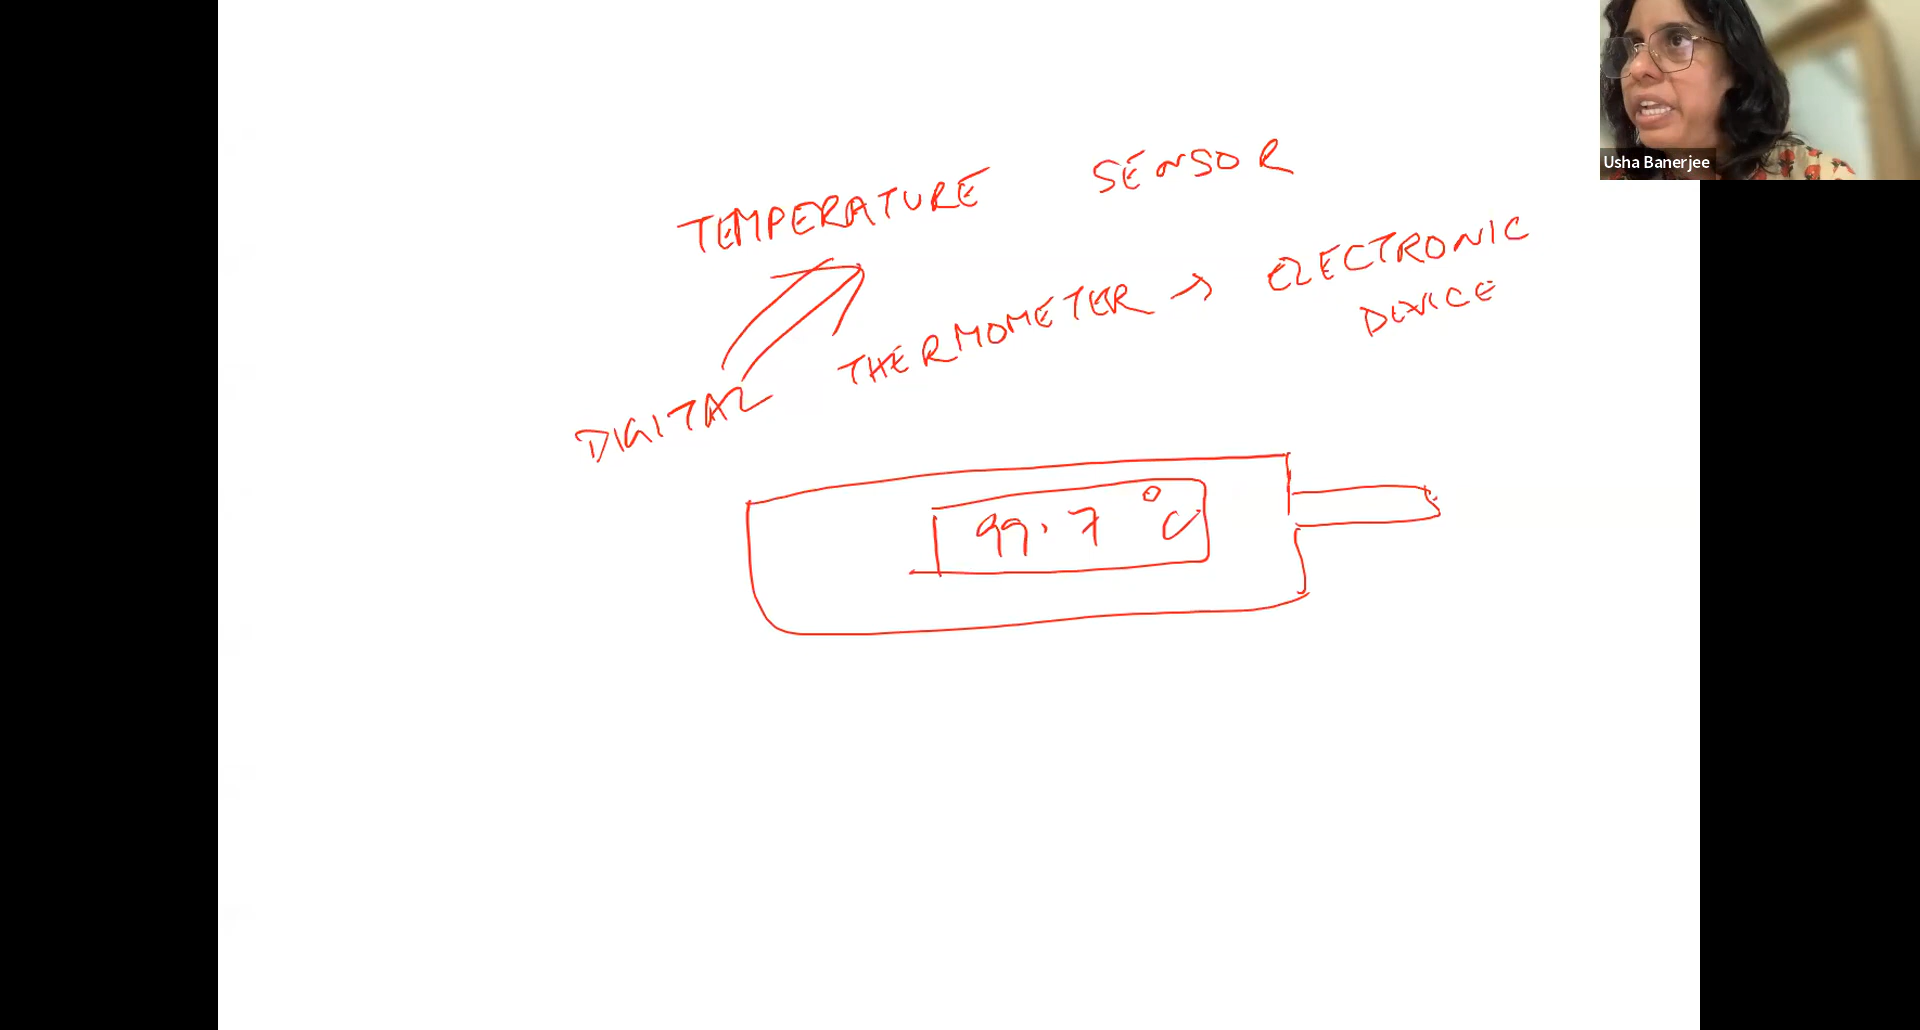 TEMPERATURE SENSOR
DIGITAL THERMOMETER → ELECTRONIC
DEVICE
99.7 °C
Usha Banerjee